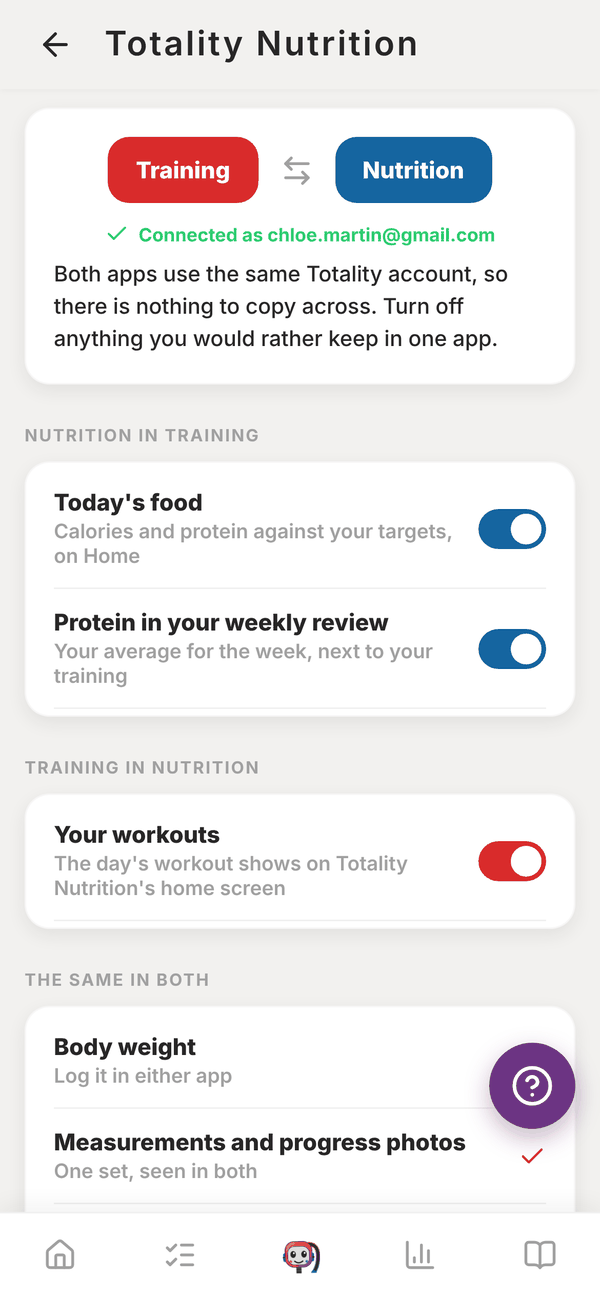 Totality Nutrition
Training
Nutrition
Connected as chloe.martin@gmail.com
Both apps use the same Totality account, so
there is nothing to copy across. Turn off
anything you would rather keep in one app.
NUTRITION IN TRAINING
Today's food
Calories and protein against your targets,
on Home
Protein in your weekly review
Your average for the week, next to your
training
TRAINING IN NUTRITION
Your workouts
The day's workout shows on Totality
Nutrition's home screen
THE SAME IN BOTH
Body weight
Log it in either app
Measurements and progress photos
One set, seen in both